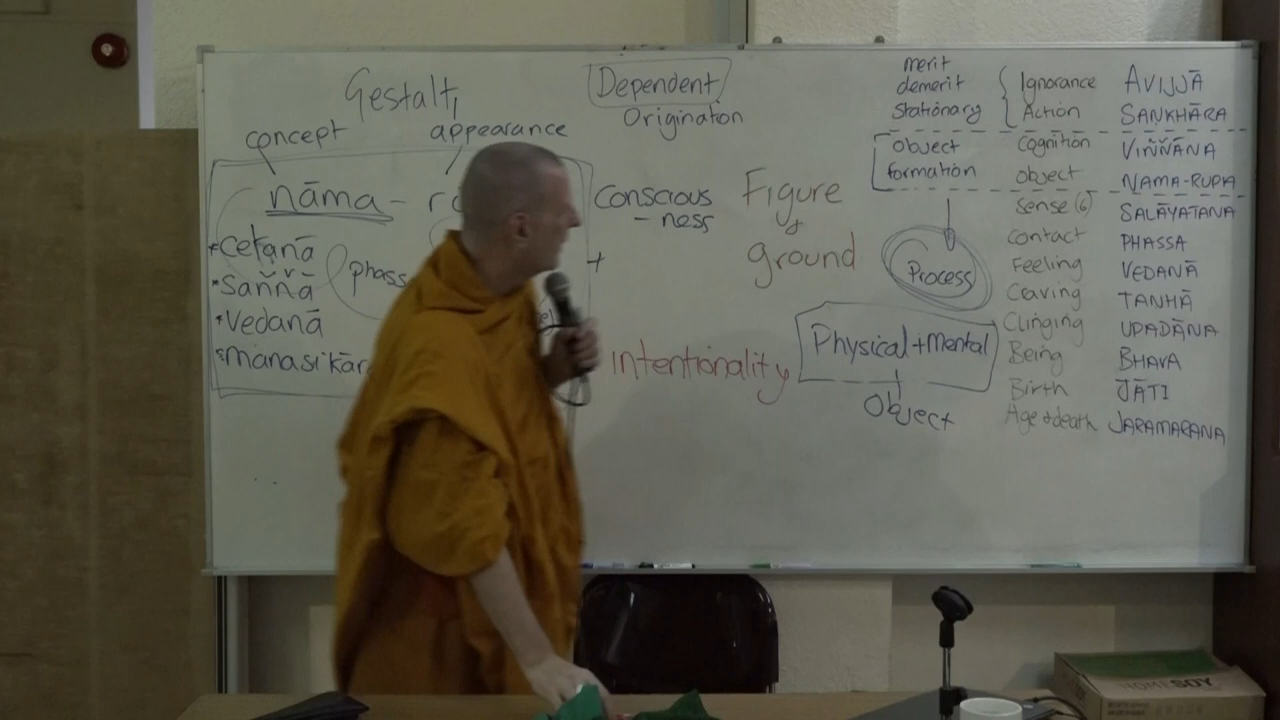 Gestalt
concept
appearance
nāma-
*cetanā
*Sañña
*Vedanā
phass
Dependent
Origination
Conscious
-ness
+
Figure
&
ground
Intentionality
merit
demerit
Stationary
object
formation
Process
Physical + Mental
Object
Ignorance AVIJJĀ
Action SANKHĀRA
Cognition VIÑÑĀNA
object NAMA-RUPA
Sense (6) SALĀYATANA
Contact PHASSA
Feeling VEDANĀ
Craving TANHĀ
Clinging UPADĀNA
Being BHAVA
Birth JĀTI
Age + death JARAMARANA
HOMESOY